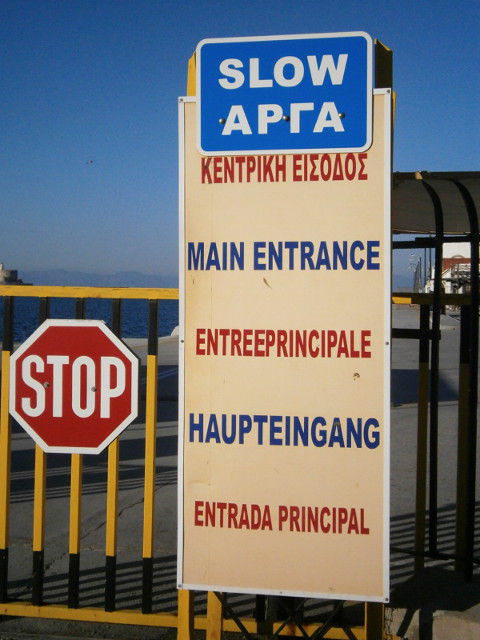 SLOW
ΑΡΓΑ
ΚΕΝΤΡΙΚΗ ΕΙΣΟΔΟΣ
MAIN ENTRANCE
ENTREEPRINCIPALE
HAUPTEINGANG
ENTRADA PRINCIPAL
STOP